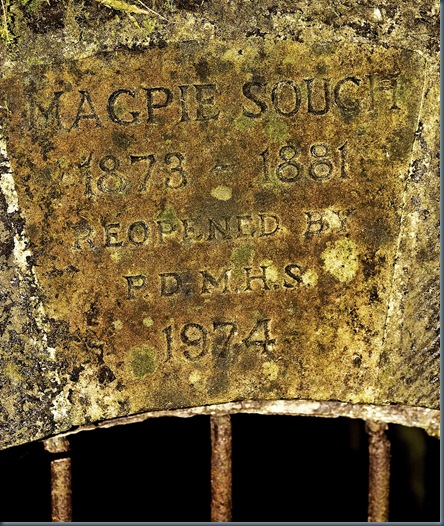 MAGPIE SOUGH
1873 - 1881
REOPENED BY
P.D.M.H.S.
1974